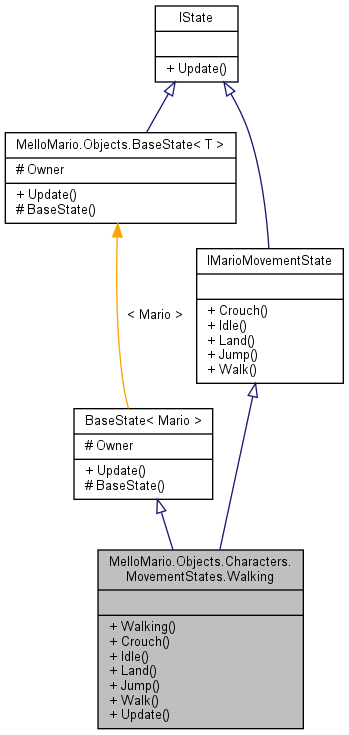 IState
+ Update()
MelloMario.Objects.BaseState< T >
# Owner
+ Update()
# BaseState()
IMarioMovementState
+ Crouch()
+ Idle()
+ Land()
+ Jump()
+ Walk()
< Mario >
BaseState< Mario >
# Owner
+ Update()
# BaseState()
MelloMario.Objects.Characters.
MovementStates.Walking
+ Walking()
+ Crouch()
+ Idle()
+ Land()
+ Jump()
+ Walk()
+ Update()